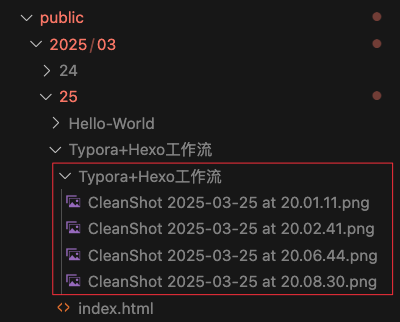 public
2025/03
24
25
Hello-World
Typora+Hexo工作流
Typora+Hexo工作流
CleanShot 2025-03-25 at 20.01.11.png
CleanShot 2025-03-25 at 20.02.41.png
CleanShot 2025-03-25 at 20.06.44.png
CleanShot 2025-03-25 at 20.08.30.png
index.html